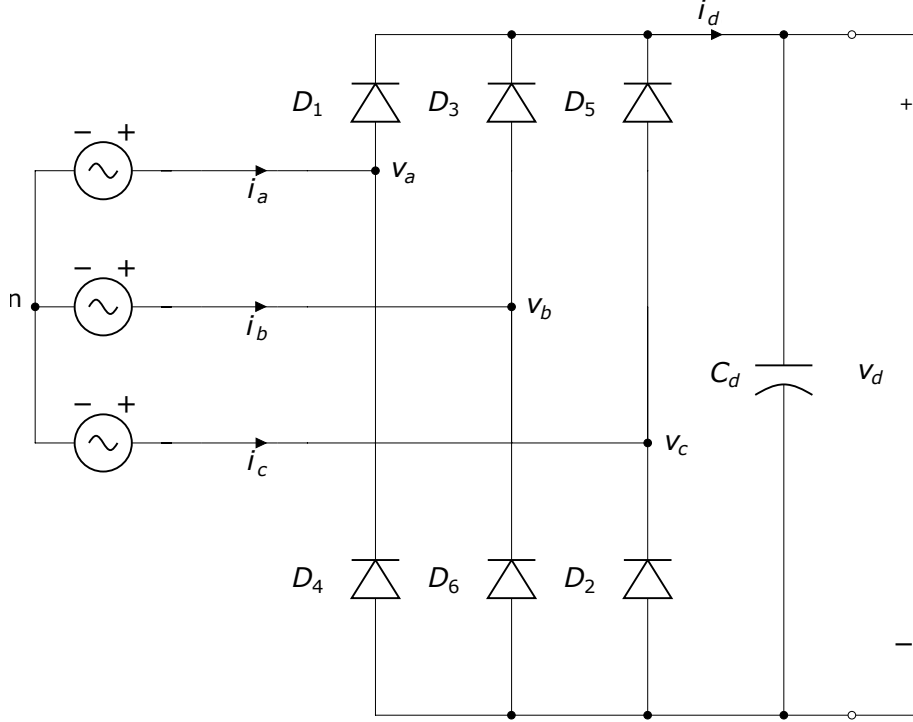 i_d
D_1
D_3
D_5
+
− +
i_a
v_a
− +
n
i_b
v_b
C_d
v_d
− +
i_c
v_c
D_4
D_6
D_2
−